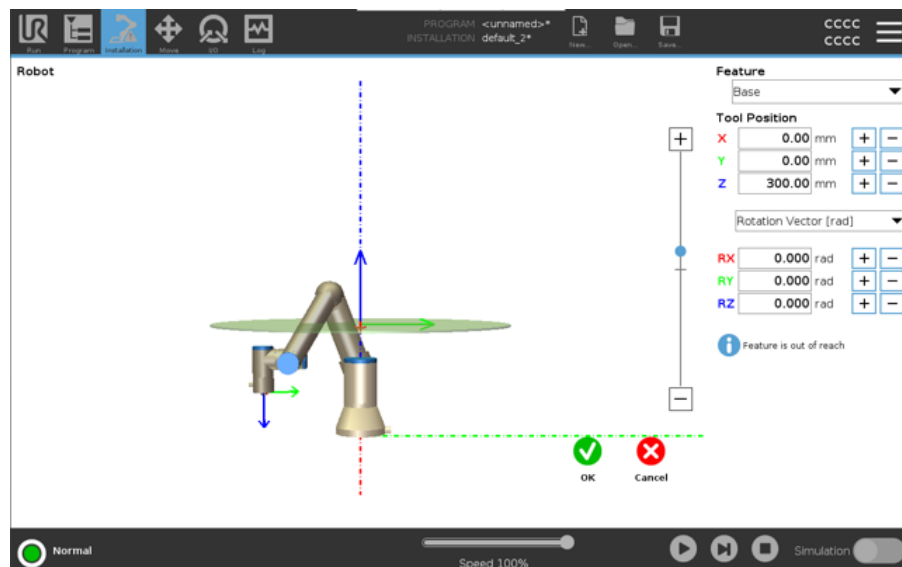 PROGRAM <unnamed>*
INSTALLATION default_2*
CCCC
CCCC
Run Program Installation Move I/O Log New... Open... Save...
Robot
Feature
Base
Tool Position
X 0.00 mm + −
Y 0.00 mm + −
Z 300.00 mm + −
+
Rotation Vector [rad]
RX 0.000 rad + −
RY 0.000 rad + −
RZ 0.000 rad + −
i Feature is out of reach
−
OK Cancel
Normal
Speed 100%
Simulation